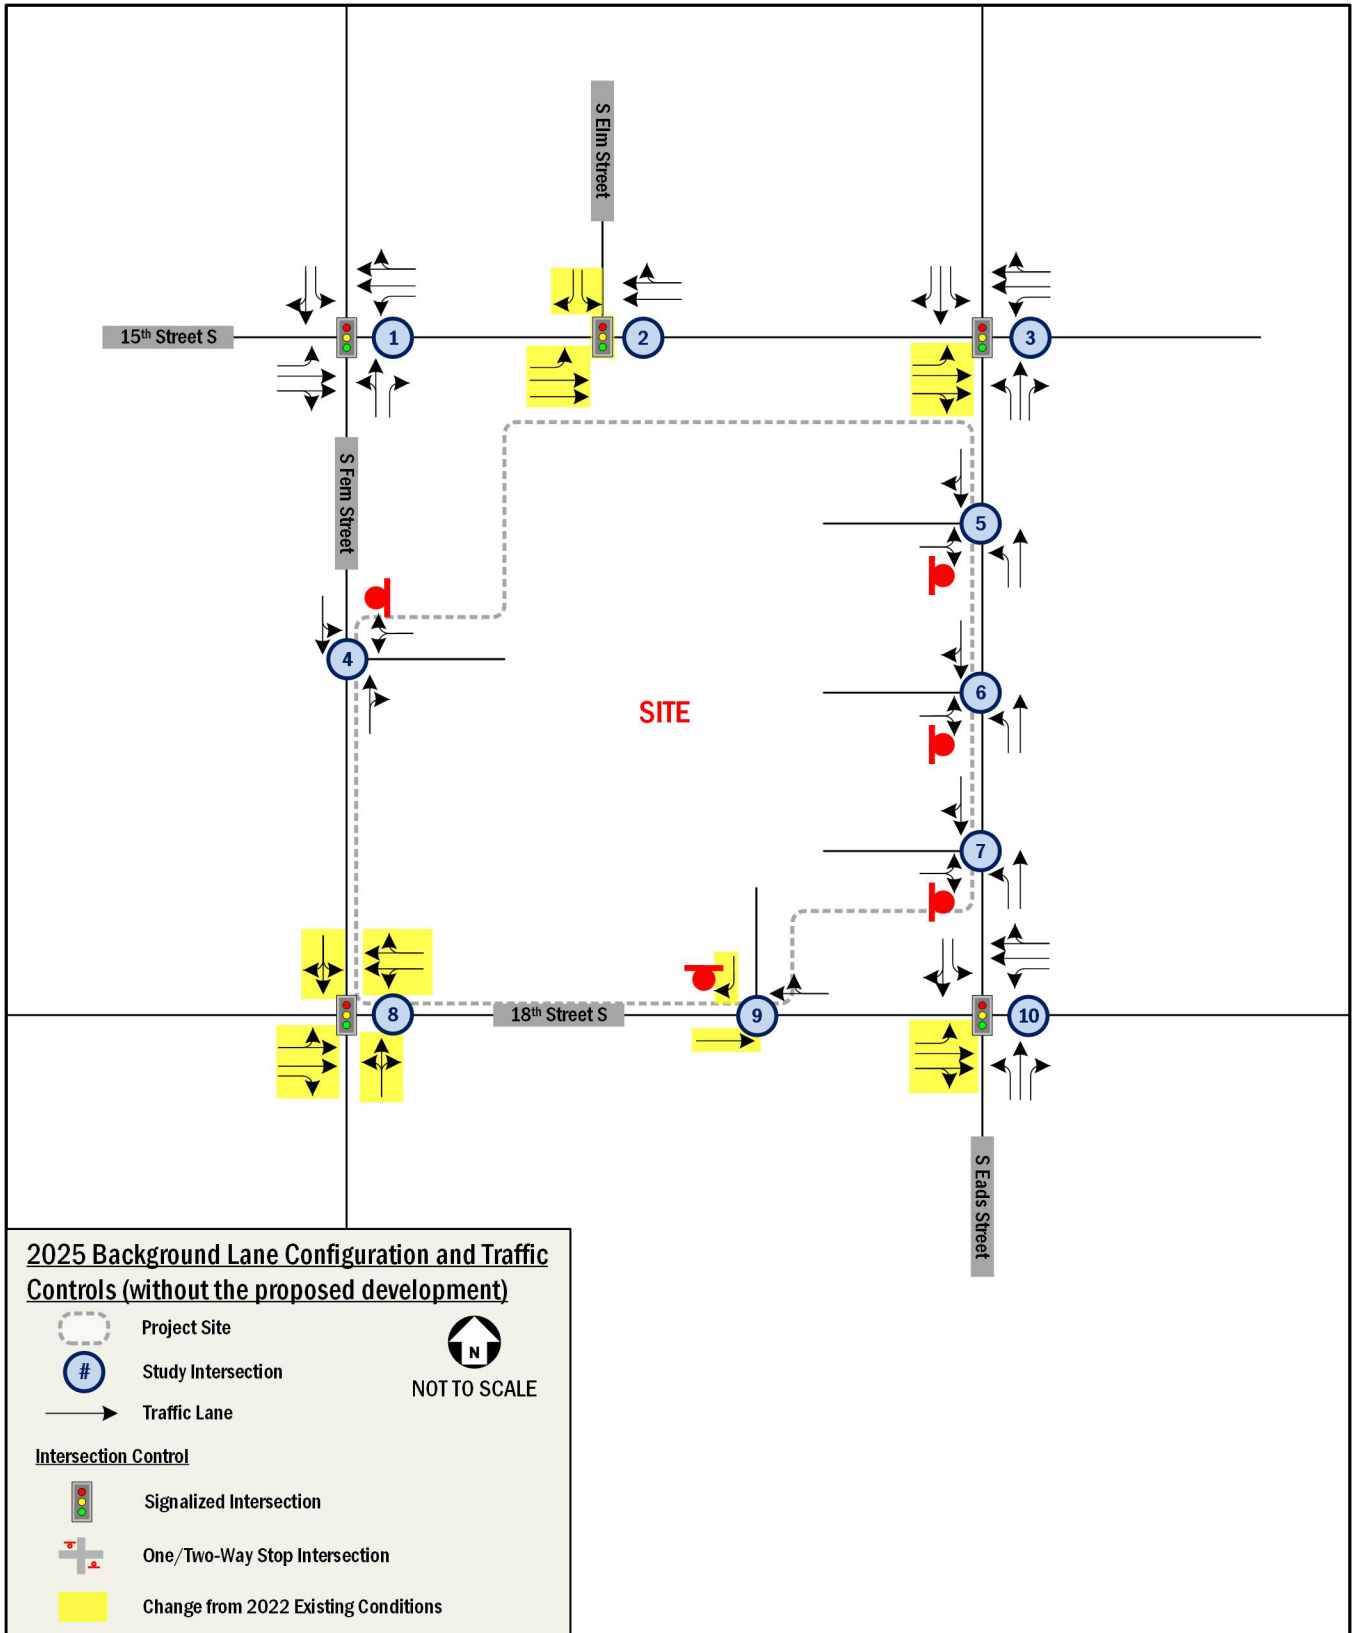 S Elm Street
15th Street S
1
2
3
S Fern Street
5
4
6
SITE
7
8
18th Street S
9
10
S Eads Street
2025 Background Lane Configuration and Traffic
Controls (without the proposed development)
Project Site
#
Study Intersection
N
NOT TO SCALE
Traffic Lane
Intersection Control
Signalized Intersection
One/Two-Way Stop Intersection
Change from 2022 Existing Conditions